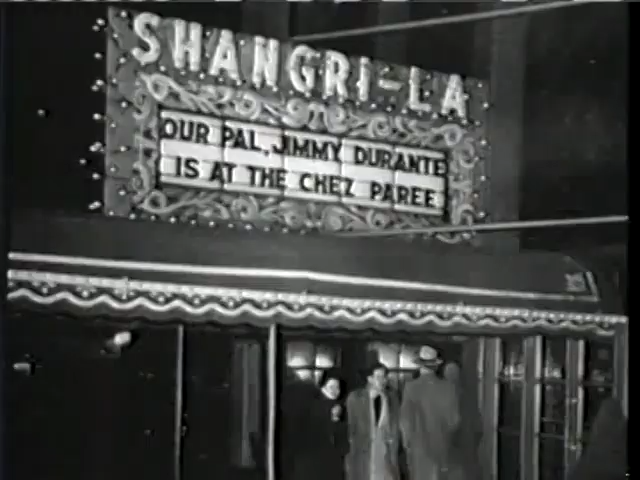 SHANGRI-LA
OUR PAL, JIMMY DURANTE
IS AT THE CHEZ PAREE